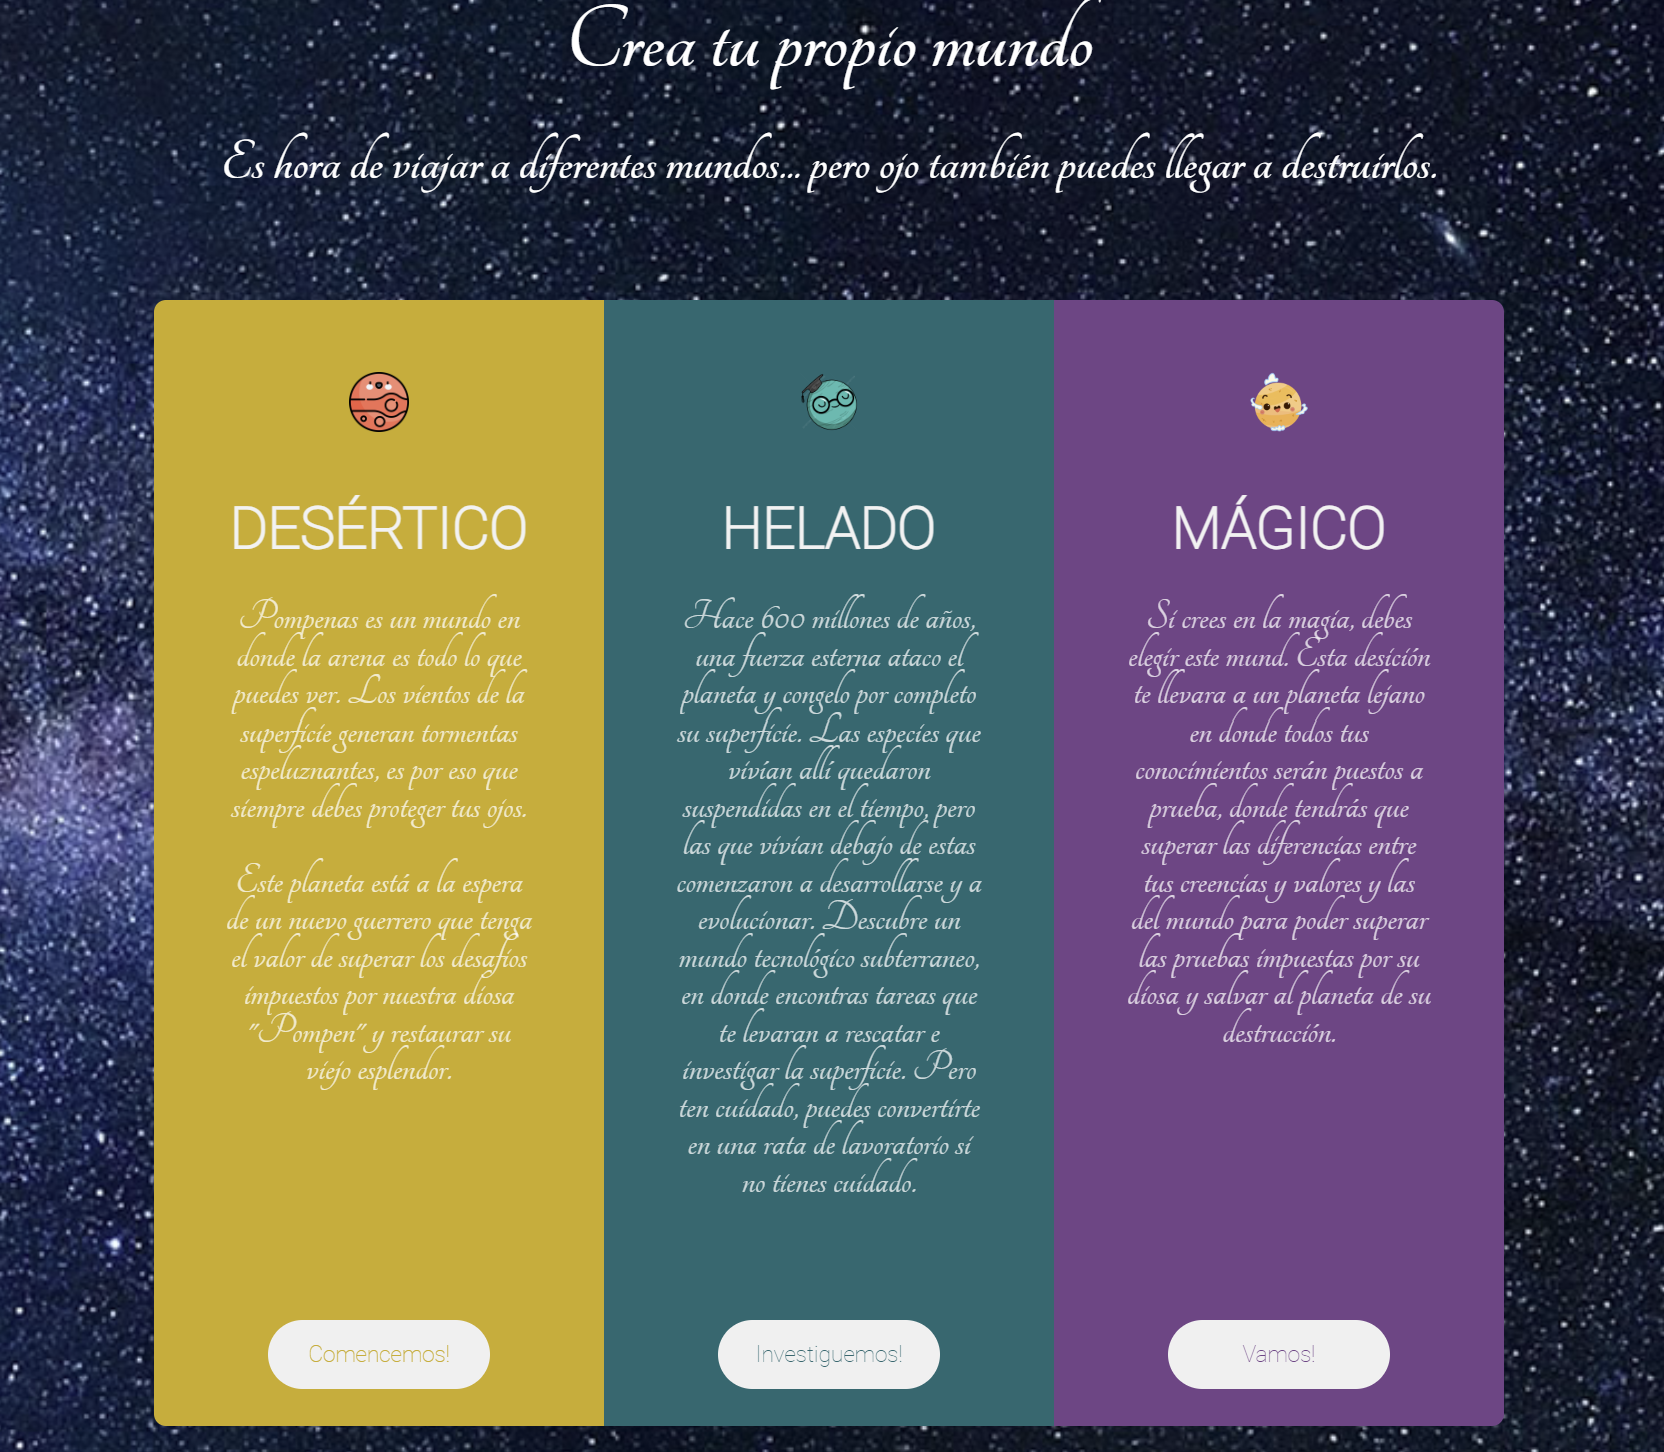 Crea tu propio mundo
Es hora de viajar a diferentes mundos... pero ojo también puedes llegar a destruirlos.
DESÉRTICO
Pompenas es un mundo en
donde la arena es todo lo que
puedes ver. Los vientos de la
superficie generan tormentas
espeluznantes, es por eso que
siempre debes proteger tus ojos.
Este planeta está a la espera
de un nuevo guerrero que tenga
el valor de superar los desafíos
impuestos por nuestra diosa
"Pompen" y restaurar su
viejo esplendor.
Comencemos!
HELADO
Hace 600 millones de años,
una fuerza esterna ataco el
planeta y congelo por completo
su superficie. Las especies que
vivían allí quedaron
suspendidas en el tiempo, pero
las que vivían debajo de estas
comenzaron a desarrollarse y a
evolucionar. Descubre un
mundo tecnológico subterraneo,
en donde encontras tareas que
te levaran a rescatar e
investigar la superficie. Pero
ten cuidado, puedes convertirte
en una rata de lavoratorio si
no tienes cuidado.
Investiguemos!
MÁGICO
Si crees en la magia, debes
elegir este mund. Esta desición
te llevara a un planeta lejano
en donde todos tus
conocimientos serán puestos a
prueba, donde tendrás que
superar las diferencias entre
tus creencias y valores y las
del mundo para poder superar
las pruebas impuestas por su
diosa y salvar al planeta de su
destrucción.
Vamos!